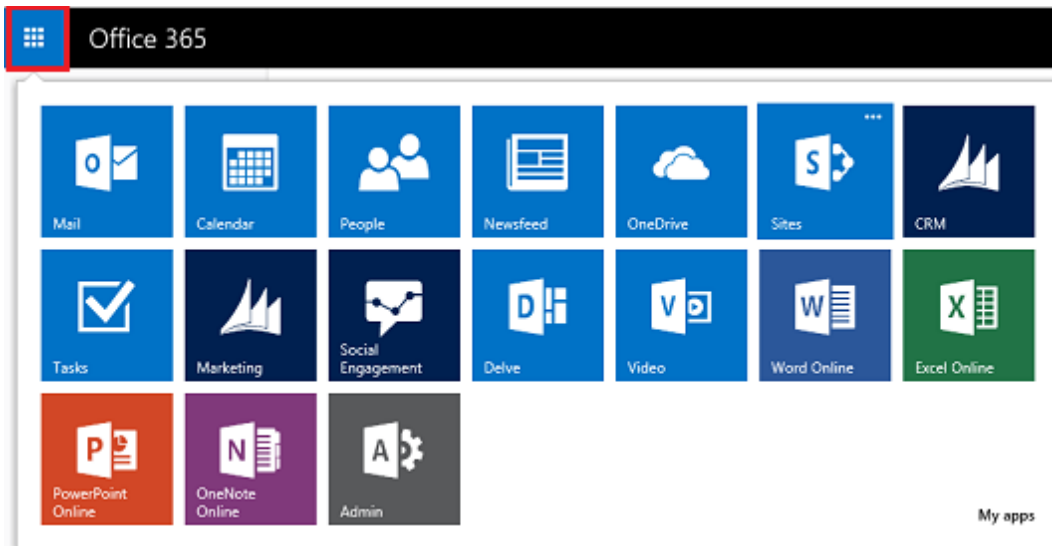 Office 365
Mail
Calendar
People
Newsfeed
OneDrive
Sites
CRM
Tasks
Marketing
Social
Engagement
Delve
Video
Word Online
Excel Online
PowerPoint
Online
OneNote
Online
Admin
My apps